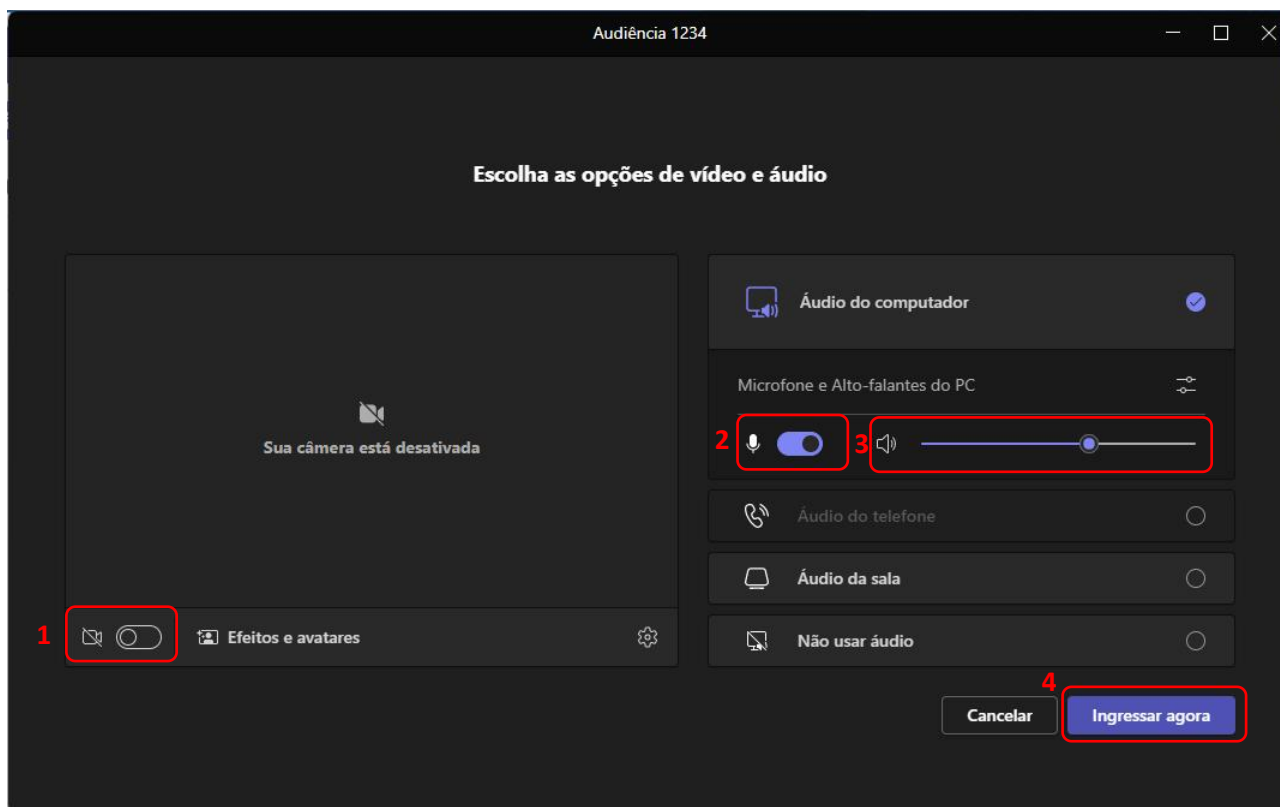 Audiência 1234
Escolha as opções de vídeo e áudio
Sua câmera está desativada
1
Efeitos e avatares
Áudio do computador
Microfone e Alto-falantes do PC
2
3
Áudio do telefone
Áudio da sala
Não usar áudio
4
Cancelar
Ingressar agora